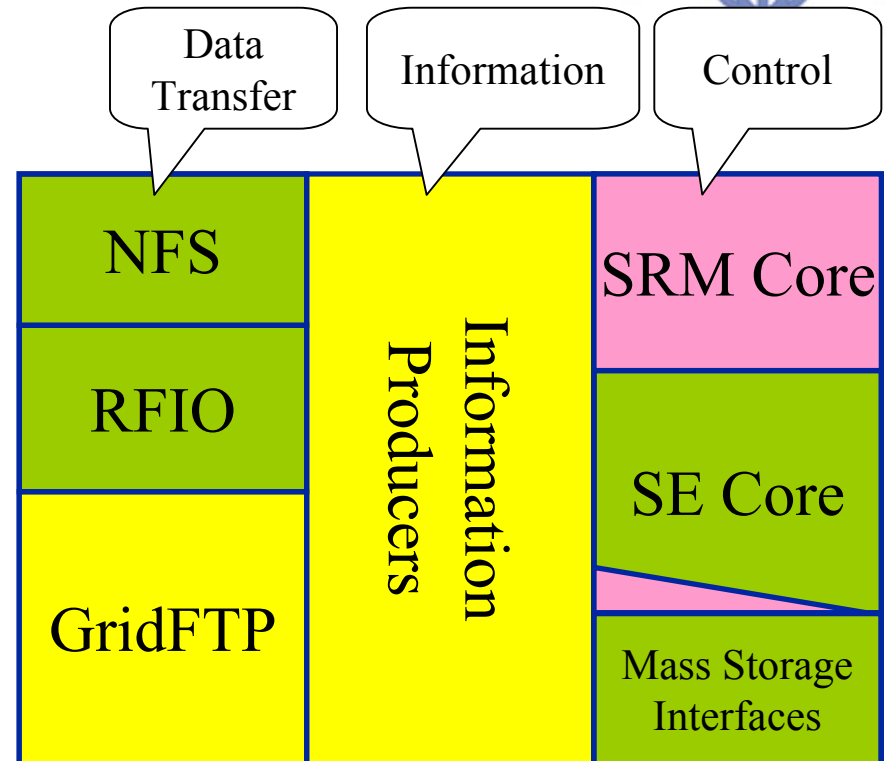 Data
Transfer
Information
Control
NFS
RFIO
GridFTP
Information
Producers
SRM Core
SE Core
Mass Storage
Interfaces